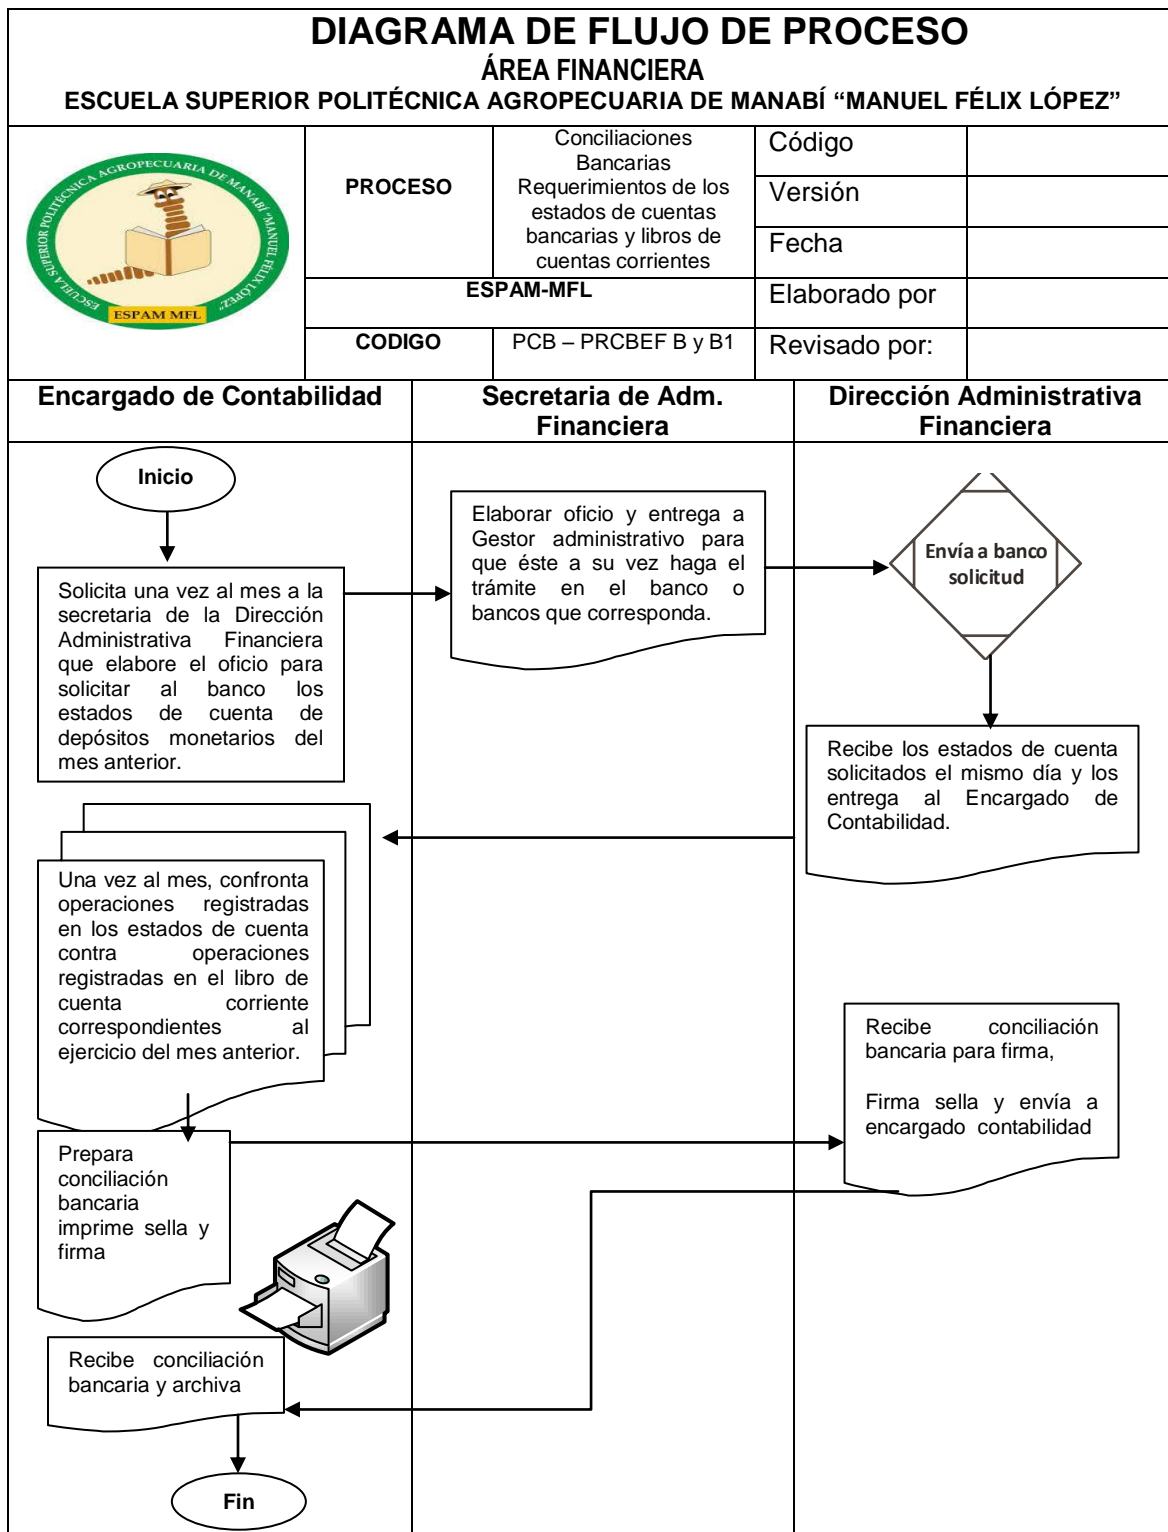 DIAGRAMA DE FLUJO DE PROCESO
ÁREA FINANCIERA
ESCUELA SUPERIOR POLITÉCNICA AGROPECUARIA DE MANABÍ “MANUEL FÉLIX LÓPEZ”
ESCUELA SUPERIOR POLITÉCNICA AGROPECUARIA DE MANABÍ "MANUEL FÉLIX LÓPEZ"
ESPAM MFL
PROCESO
Conciliaciones
Bancarias
Requerimientos de los
estados de cuentas
bancarias y libros de
cuentas corrientes
Código
Versión
Fecha
ESPAM-MFL
Elaborado por
CODIGO
PCB – PRCBEF B y B1
Revisado por:
Encargado de Contabilidad
Secretaria de Adm.
Financiera
Dirección Administrativa
Financiera
Inicio
Solicita una vez al mes a la
secretaria de la Dirección
Administrativa Financiera
que elabore el oficio para
solicitar al banco los
estados de cuenta de
depósitos monetarios del
mes anterior.
Elaborar oficio y entrega a
Gestor administrativo para
que éste a su vez haga el
trámite en el banco o
bancos que corresponda.
Envía a banco
solicitud
Recibe los estados de cuenta
solicitados el mismo día y los
entrega al Encargado de
Contabilidad.
Una vez al mes, confronta
operaciones registradas
en los estados de cuenta
contra operaciones
registradas en el libro de
cuenta corriente
correspondientes al
ejercicio del mes anterior.
Recibe conciliación
bancaria para firma,
Firma sella y envía a
encargado contabilidad
Prepara
conciliación
bancaria
imprime sella y
firma
Recibe conciliación
bancaria y archiva
Fin